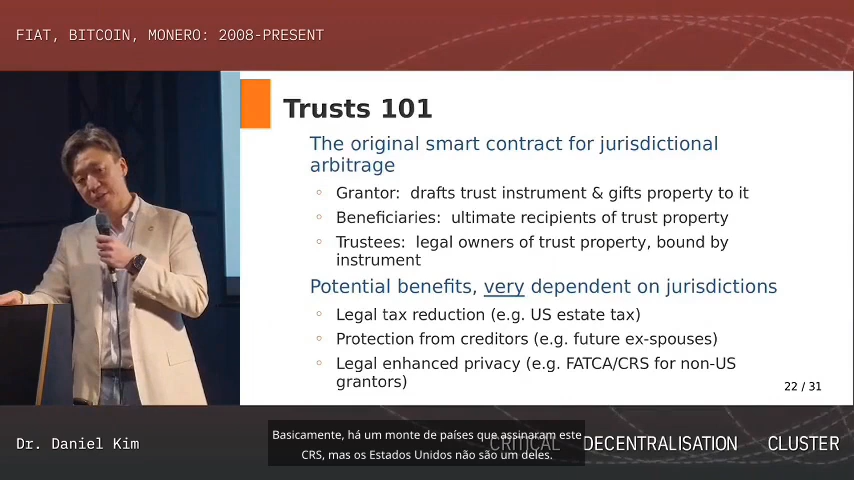 FIAT, BITCOIN, MONERO: 2008-PRESENT
Trusts 101
The original smart contract for jurisdictional
arbitrage
Grantor: drafts trust instrument & gifts property to it
Beneficiaries: ultimate recipients of trust property
Trustees: legal owners of trust property, bound by
instrument
Potential benefits, very dependent on jurisdictions
Legal tax reduction (e.g. US estate tax)
Protection from creditors (e.g. future ex-spouses)
Legal enhanced privacy (e.g. FATCA/CRS for non-US
grantors)
22 / 31
Dr. Daniel Kim
CRITICAL DECENTRALISATION CLUSTER
Basicamente, há um monte de países que assinaram este
CRS, mas os Estados Unidos não são um deles.